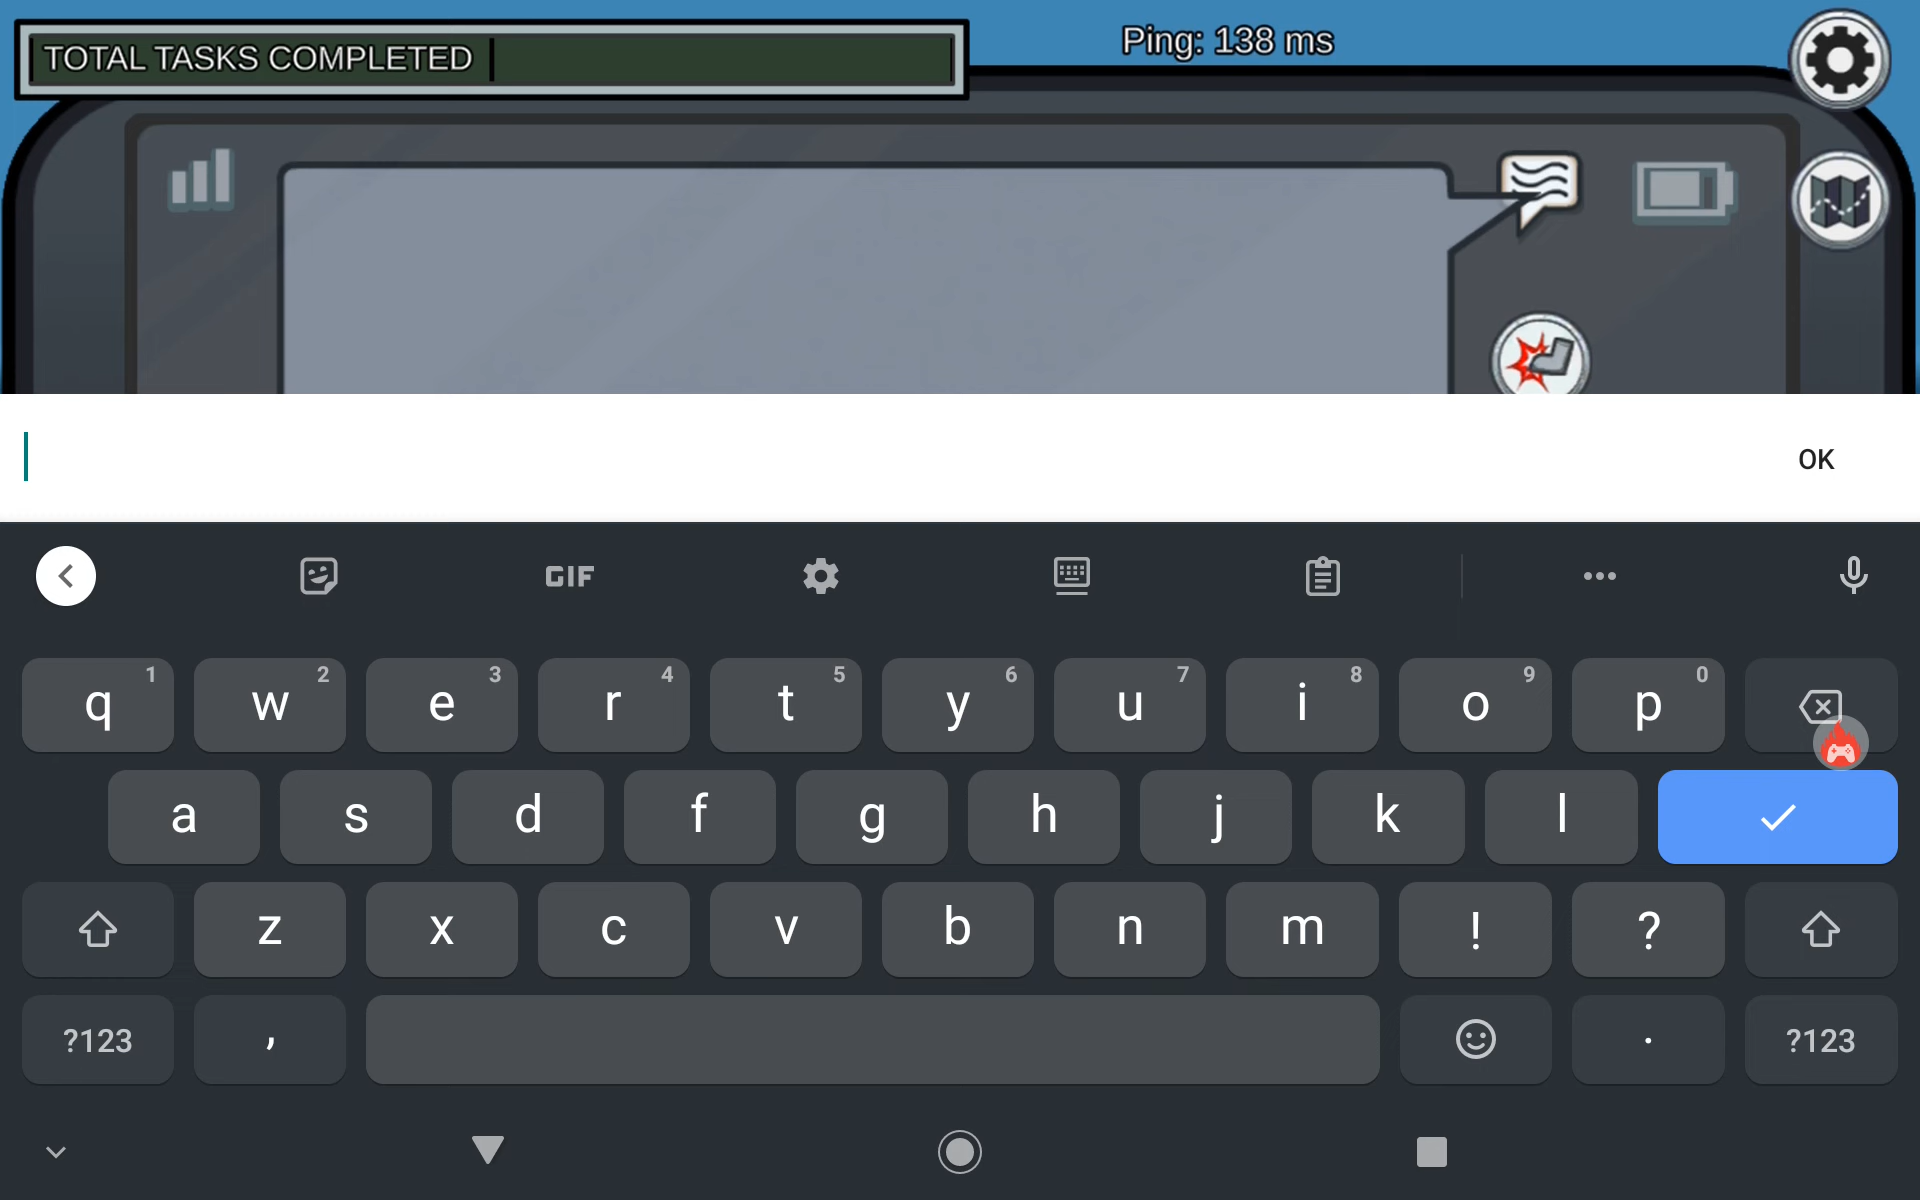 TOTAL TASKS COMPLETED
Ping: 138 ms
OK
GIF
q 1 w 2 e 3 r 4 t 5 y 6 u 7 i 8 o 9 p 0
a s d f g h j k l
z x c v b n m ! ?
?123 , . ?123